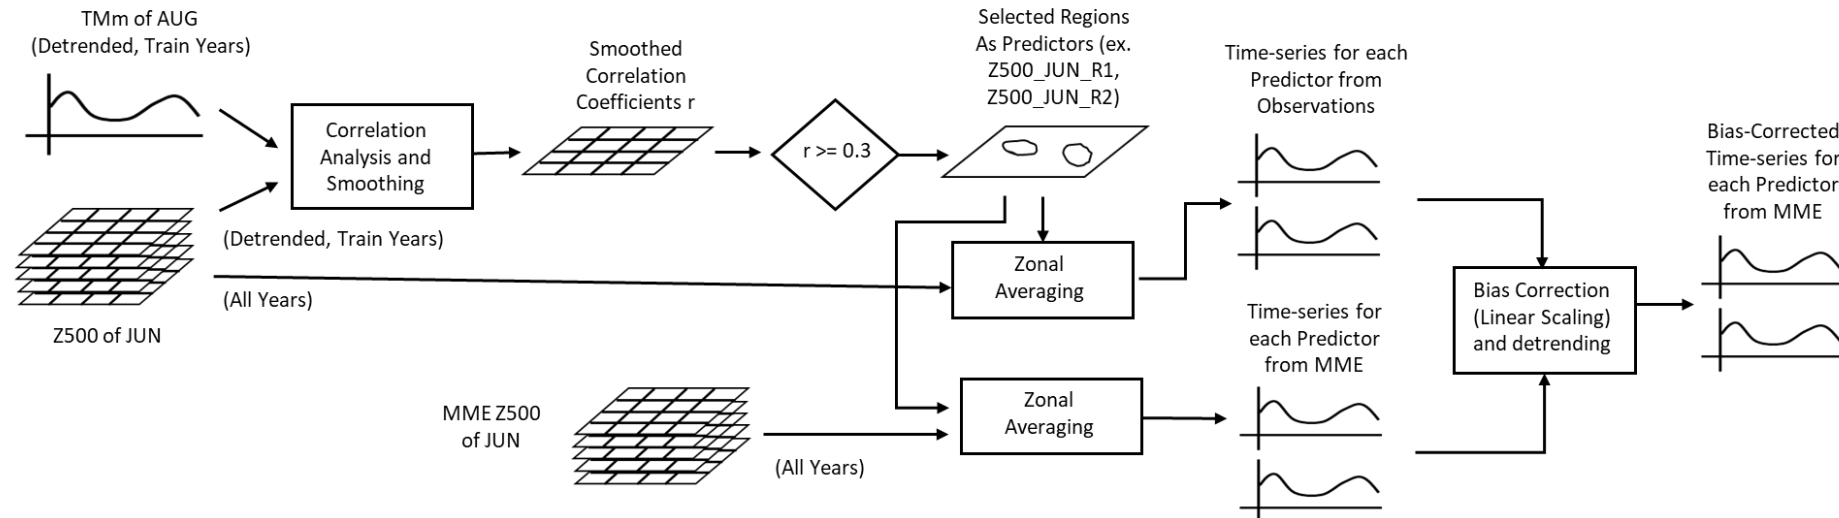 TMm of AUG
(Detrended, Train Years)
Correlation
Analysis and
Smoothing
(Detrended, Train Years)
(All Years)
Z500 of JUN
Smoothed
Correlation
Coefficients r
r >= 0.3
Selected Regions
As Predictors (ex.
Z500_JUN_R1,
Z500_JUN_R2)
Zonal
Averaging
MME Z500
of JUN
(All Years)
Zonal
Averaging
Time-series for each
Predictor from
Observations
Time-series for
each Predictor
from MME
Bias Correction
(Linear Scaling)
and detrending
Bias-Corrected
Time-series for
each Predictor
from MME